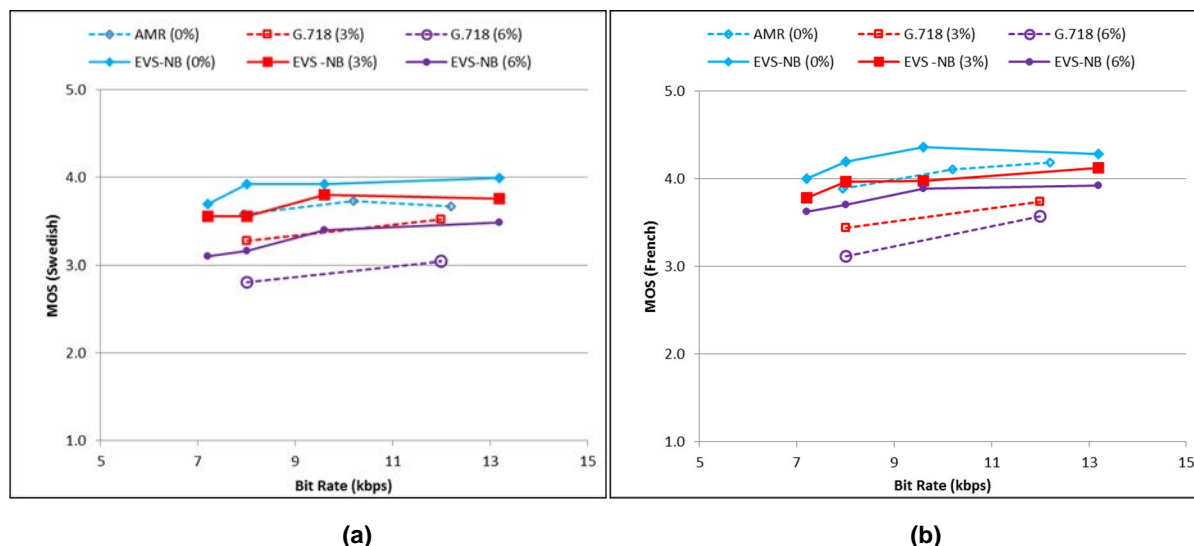 AMR (0%) G.718 (3%) G.718 (6%)
EVS-NB (0%) EVS -NB (3%) EVS-NB (6%)
5.0
4.0
3.0
2.0
1.0
MOS (Swedish)
5 7 9 11 13 15
Bit Rate (kbps)
(a)
AMR (0%) G.718 (3%) G.718 (6%)
EVS-NB (0%) EVS -NB (3%) EVS-NB (6%)
5.0
4.0
3.0
2.0
1.0
MOS (French)
5 7 9 11 13 15
Bit Rate (kbps)
(b)